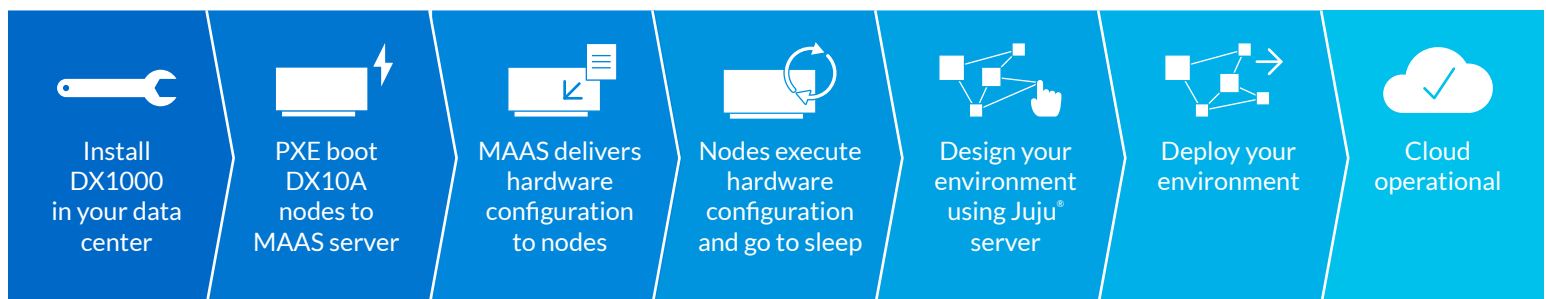 Install
DX1000
in your data
center
PXE boot
DX10A
nodes to
MAAS server
MAAS delivers
hardware
configuration
to nodes
Nodes execute
hardware
configuration
and go to sleep
Design your
environment
using Juju®
server
Deploy your
environment
Cloud
operational